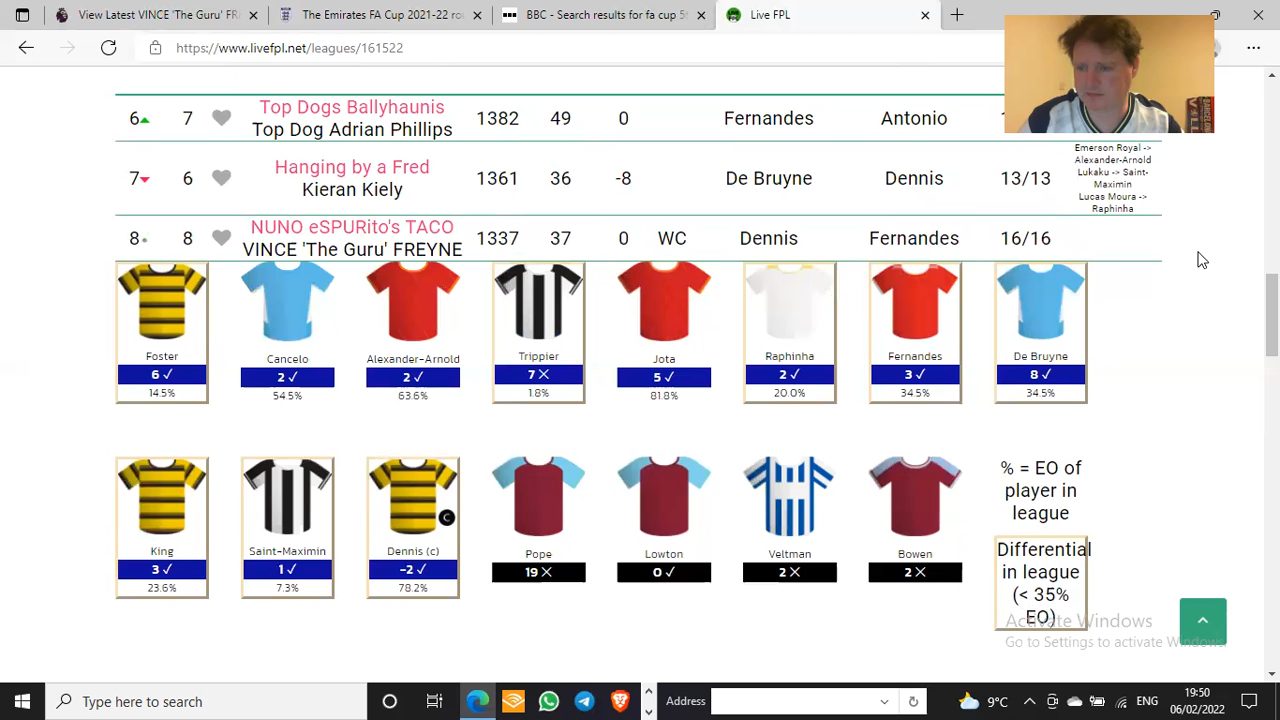 View Latest VINCE 'The Guru' FR
The Emirates FA Cup 2021-22 ro
BBC - Search results for fa cup 5t
Live FPL
https://www.livefpl.net/leagues/161522
6 7 Top Dogs Ballyhaunis 1382 49 0 Fernandes Antonio
Top Dog Adrian Phillips
7 6 Hanging by a Fred 1361 36 -8 De Bruyne Dennis 13/13
Kieran Kiely
Emerson Royal ->
Alexander-Arnold
Lukaku -> Saint-
Maximin
Lucas Moura ->
Raphinha
8 8 NUNO eSPURito's TACO 1337 37 0 WC Dennis Fernandes 16/16
VINCE 'The Guru' FREYNE
Foster Cancelo Alexander-Arnold Trippier Jota Raphinha Fernandes De Bruyne
6 ✓ 2 ✓ 2 ✓ 7 ✕ 5 ✓ 2 ✓ 3 ✓ 8 ✓
14.5% 54.5% 63.6% 1.8% 81.8% 20.0% 34.5% 34.5%
King Saint-Maximin Dennis (c) Pope Lowton Veltman Bowen
C
3 ✓ 1 ✓ -2 ✓ 19 ✕ 0 ✓ 2 ✕ 2 ✕
23.6% 7.3% 78.2%
% = EO of
player in
league
Differential
in league
(< 35%
EO)
Activate Windows
Go to Settings to activate Windows.
Type here to search
Address
9°C
ENG
19:50
06/02/2022